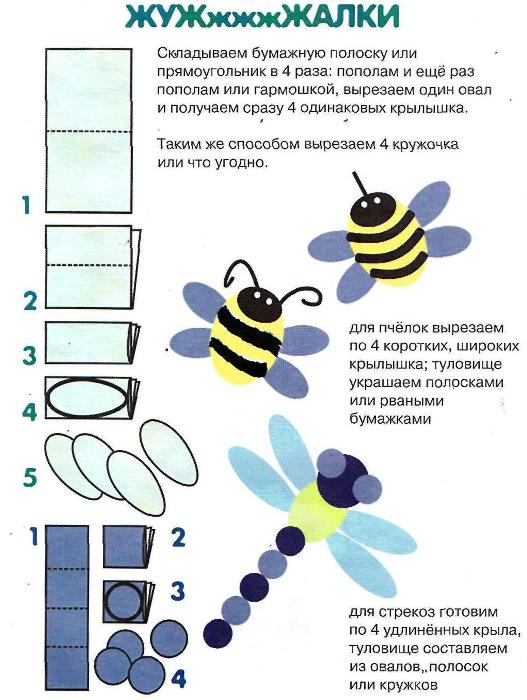 ЖУЖжжжЖАЛКИ
Складываем бумажную полоску или
прямоугольник в 4 раза: пополам и ещё раз
пополам или гармошкой, вырезаем один овал
и получаем сразу 4 одинаковых крылышка.
Таким же способом вырезаем 4 кружочка
или что угодно.
1
2
3
4
5
для пчёлок вырезаем
по 4 коротких, широких
крылышка; туловище
украшаем полосками
или рваными
бумажками
1
2
3
4
для стрекоз готовим
по 4 удлинённых крыла,
туловище составляем
из овалов,,полосок
или кружков